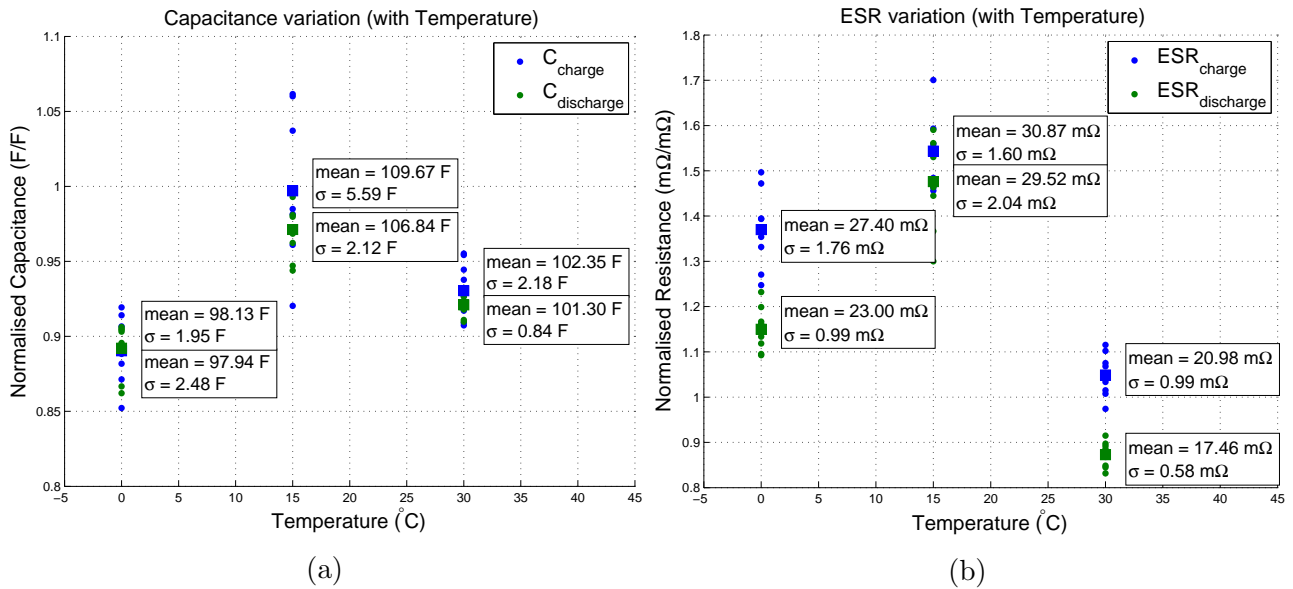 Capacitance variation (with Temperature)
Normalised Capacitance (F/F)
1.1
1.05
1
0.95
0.9
0.85
0.8
C_charge
C_discharge
mean = 98.13 F
σ = 1.95 F
mean = 97.94 F
σ = 2.48 F
mean = 109.67 F
σ = 5.59 F
mean = 106.84 F
σ = 2.12 F
mean = 102.35 F
σ = 2.18 F
mean = 101.30 F
σ = 0.84 F
-5 0 5 10 15 20 25 30 35 40 45
Temperature (°C)
(a)
ESR variation (with Temperature)
Normalised Resistance (mΩ/mΩ)
1.8
1.7
1.6
1.5
1.4
1.3
1.2
1.1
1
0.9
0.8
ESR_charge
ESR_discharge
mean = 27.40 mΩ
σ = 1.76 mΩ
mean = 23.00 mΩ
σ = 0.99 mΩ
mean = 30.87 mΩ
σ = 1.60 mΩ
mean = 29.52 mΩ
σ = 2.04 mΩ
mean = 20.98 mΩ
σ = 0.99 mΩ
mean = 17.46 mΩ
σ = 0.58 mΩ
-5 0 5 10 15 20 25 30 35 40 45
Temperature (°C)
(b)